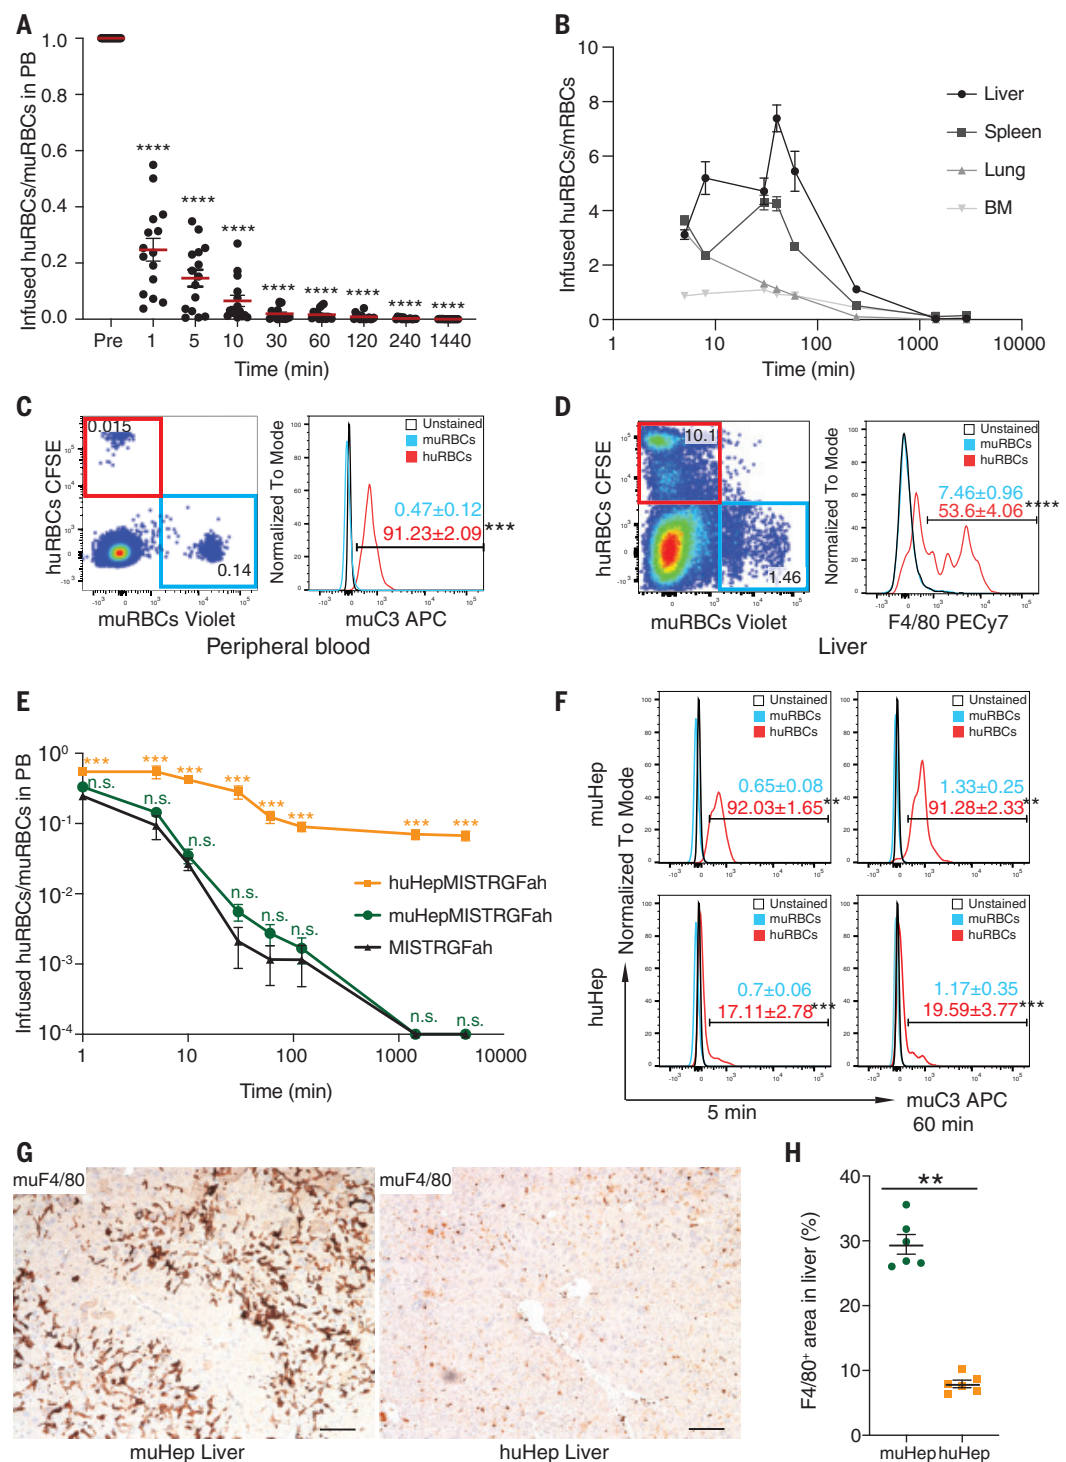 A
Infused huRBCs/muRBCs in PB
1.0
0.8
0.6
0.4
0.2
0.0
****
****
****
**** **** **** **** ****
Pre 1 5 10 30 60 120 240 1440
Time (min)
B
Infused huRBCs/mRBCs
10
8
6
4
2
0
Liver
Spleen
Lung
BM
1 10 100 1000 10000
Time (min)
C
huRBCs CFSE
0.015
0.14
muRBCs Violet
Normalized To Mode
Unstained
muRBCs
huRBCs
0.47±0.12
91.23±2.09 ***
muC3 APC
Peripheral blood
D
huRBCs CFSE
10.1
1.46
muRBCs Violet
Normalized To Mode
Unstained
muRBCs
huRBCs
7.46±0.96
53.6±4.06 ****
F4/80 PECy7
Liver
E
Infused huRBCs/muRBCs in PB
10⁰
10⁻¹
10⁻²
10⁻³
10⁻⁴
*** *** *** *** *** *** *** ***
n.s. n.s. n.s. n.s. n.s. n.s. n.s. n.s.
huHepMISTRGFah
muHepMISTRGFah
MISTRGFah
1 10 100 1000 10000
Time (min)
F
Normalized To Mode
muHep
Unstained
muRBCs
huRBCs
0.65±0.08
92.03±1.65 **
Unstained
muRBCs
huRBCs
1.33±0.25
91.28±2.33 **
huHep
Unstained
muRBCs
huRBCs
0.7±0.06
17.11±2.78 ***
Unstained
muRBCs
huRBCs
1.17±0.35
19.59±3.77 ***
5 min
muC3 APC
60 min
G
muF4/80
muHep Liver
muF4/80
huHep Liver
H
F4/80⁺ area in liver (%)
40
30
20
10
0
**
muHep huHep